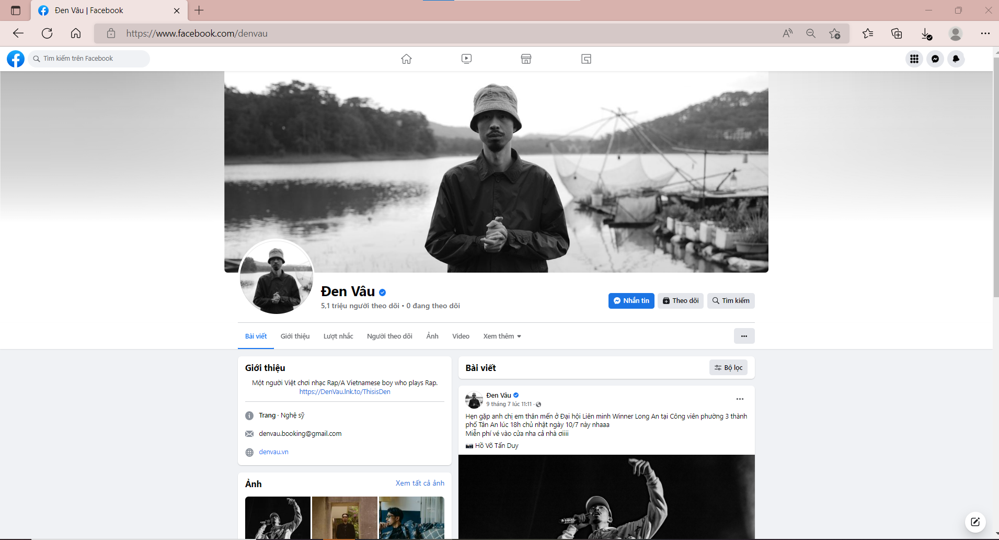 Đen Vâu | Facebook
https://www.facebook.com/denvau
Tìm kiếm trên Facebook
Đen Vâu
5,1 triệu người theo dõi • 0 đang theo dõi
Nhắn tin
Theo dõi
Tìm kiếm
Bài viết
Giới thiệu
Lượt nhắc
Người theo dõi
Ảnh
Video
Xem thêm
Giới thiệu
Một người Việt chơi nhạc Rap/A Vietnamese boy who plays Rap.
https://DenVau.lnk.to/ThisisDen
Trang · Nghệ sỹ
denvau.booking@gmail.com
denvau.vn
Ảnh
Xem tất cả ảnh
Bài viết
Bộ lọc
Đen Vâu
9 tháng 7 lúc 11:11 ·
Hẹn gặp anh chị em thân mến ở Đại hội Liên minh Winner Long An tại Công viên phường 3 thành
phố Tân An lúc 18h chủ nhật ngày 10/7 này nhaaa
Miễn phí vé vào cửa nha cả nhà ơiiii
📷 Hồ Võ Tấn Duy